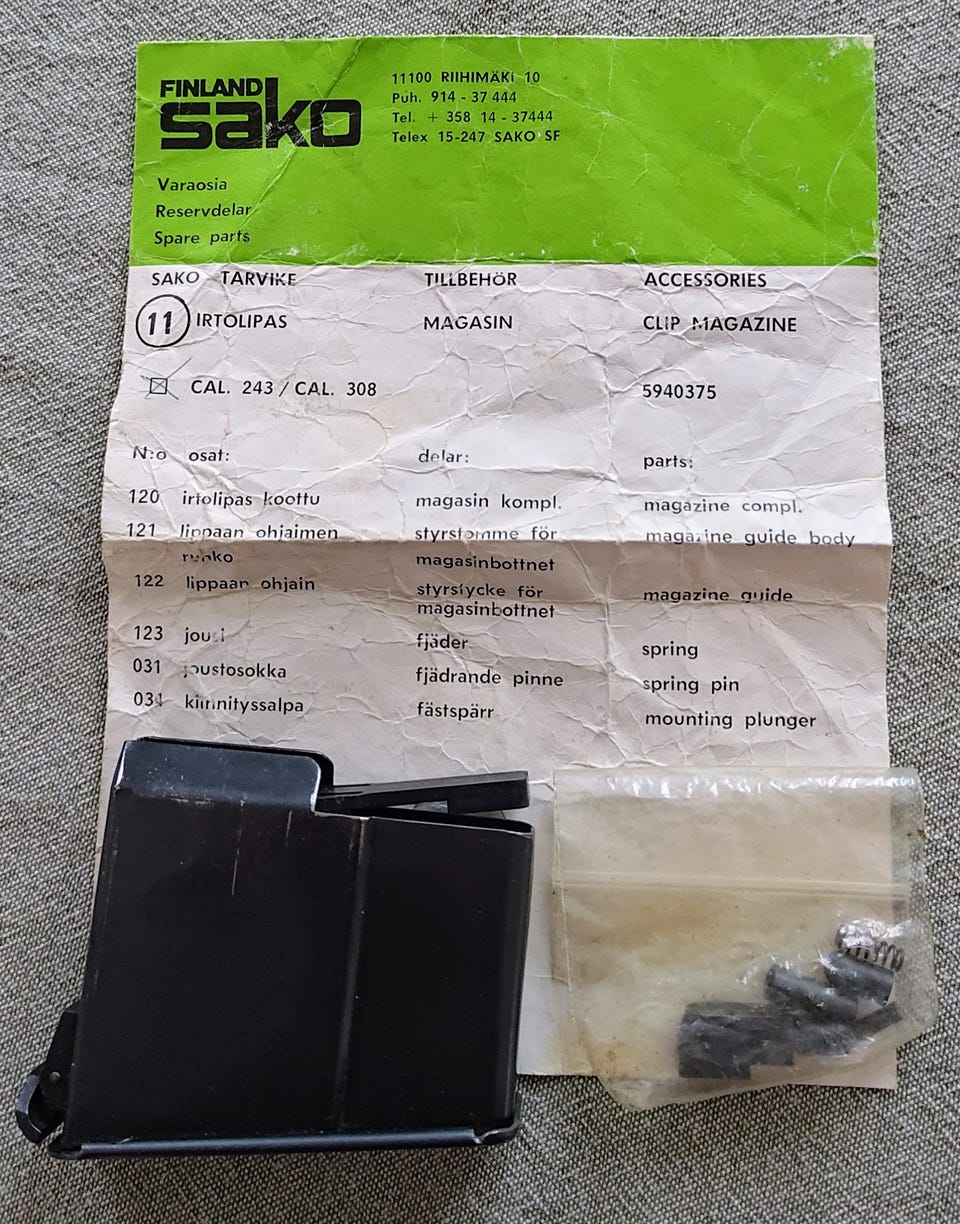 FINLAND
sako
11100 RIIHIMÄKI 10
Puh. 914 - 37 444
Tel. + 358 14 - 37444
Telex 15-247 SAKO SF
Varaosia
Reservdelar
Spare parts
SAKO TARVIKE TILLBEHÖR ACCESSORIES
11 IRTOLIPAS MAGASIN CLIP MAGAZINE
CAL. 243 / CAL. 308 5940375
N:o osat: delar: parts:
120 irtolipas koottu magasin kompl. magazine compl.
121 lippaan ohjaimen styrstomme för magazine guide body
runko magasinbottnet
122 lippaan ohjain styrstycke för magazine guide
magasinbottnet
123 jousi fjäder spring
031 joustosokka fjädrande pinne spring pin
034 kiinnityssalpa fästspärr mounting plunger